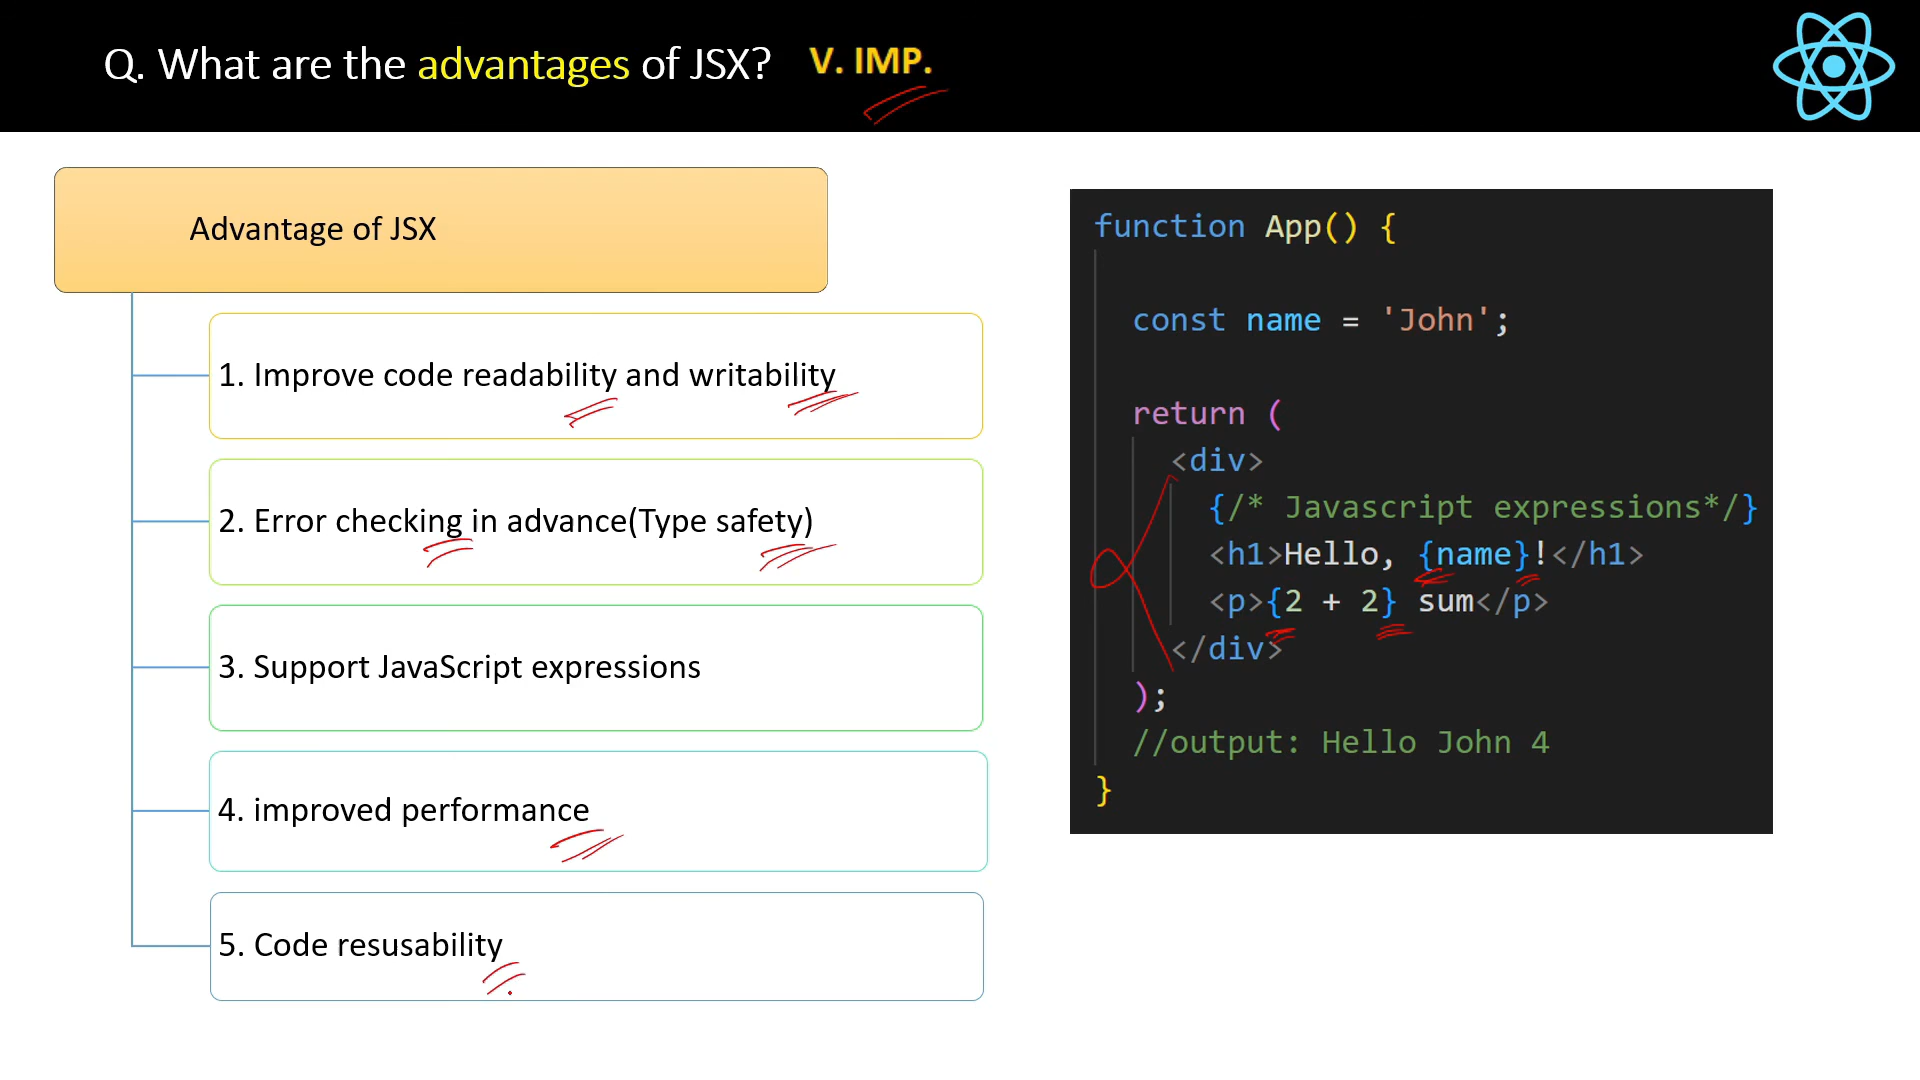 Q. What are the advantages of JSX? V. IMP.
Advantage of JSX
1. Improve code readability and writability
2. Error checking in advance(Type safety)
3. Support JavaScript expressions
4. improved performance
5. Code resusability
function App() {
const name = 'John';
return (
<div>
{/* Javascript expressions*/}
<h1>Hello, {name}!</h1>
<p>{2 + 2} sum</p>
</div>
);
//output: Hello John 4
}